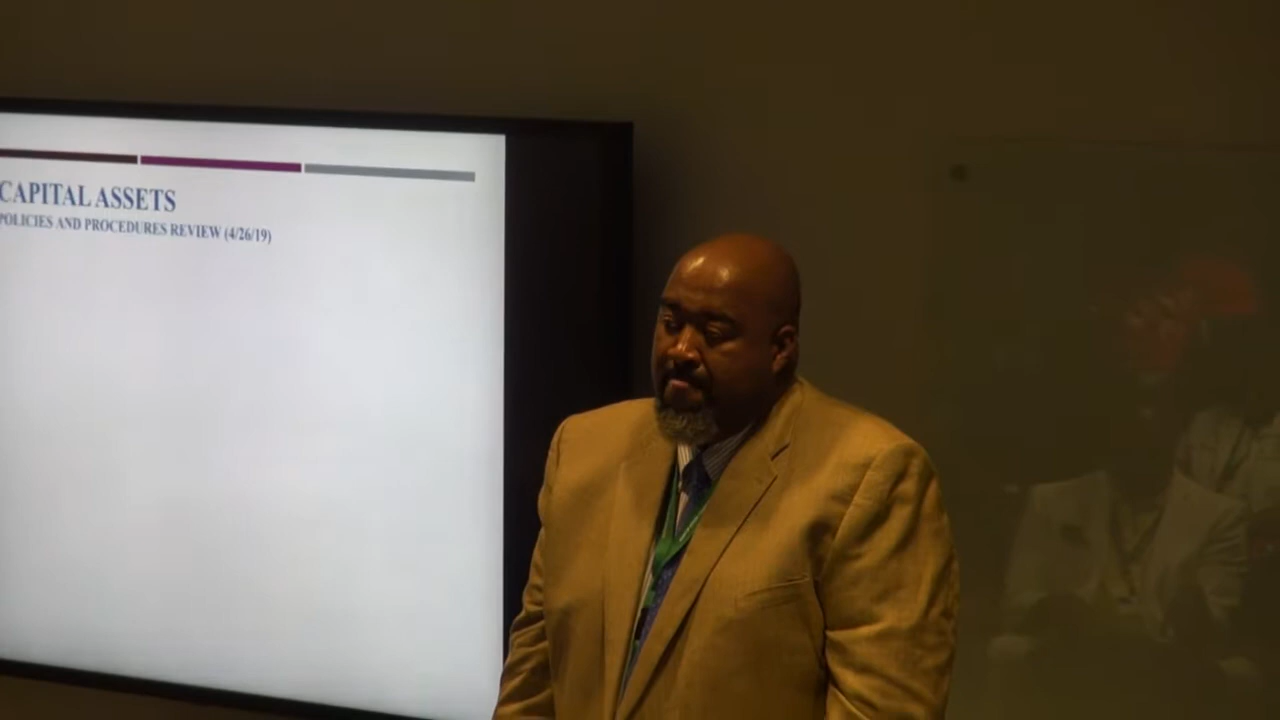 CAPITAL ASSETS
POLICIES AND PROCEDURES REVIEW (4/26/19)